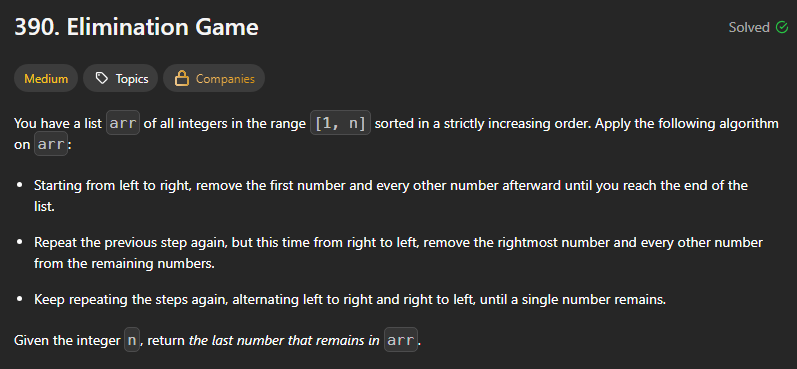 390. Elimination Game
Solved
Medium
Topics
Companies
You have a list arr of all integers in the range [1, n] sorted in a strictly increasing order. Apply the following algorithm
on arr:
• Starting from left to right, remove the first number and every other number afterward until you reach the end of the
list.
• Repeat the previous step again, but this time from right to left, remove the rightmost number and every other number
from the remaining numbers.
• Keep repeating the steps again, alternating left to right and right to left, until a single number remains.
Given the integer n, return the last number that remains in arr.